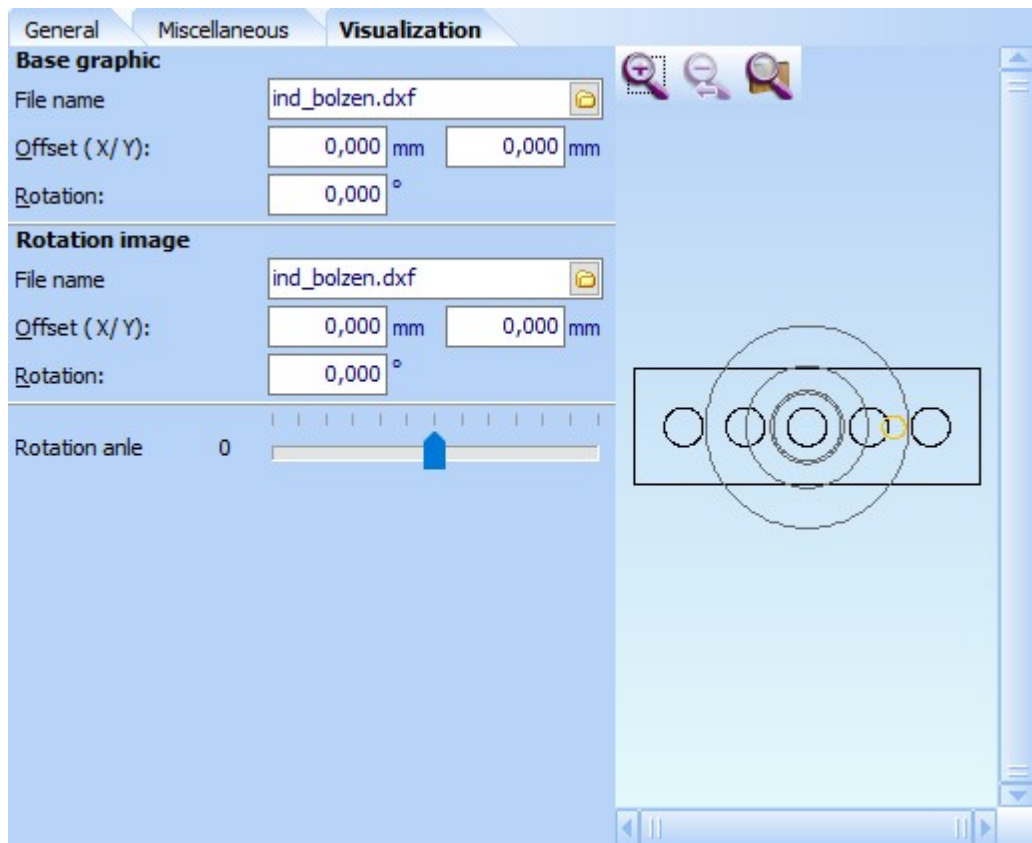 General Miscellaneous Visualization
Base graphic
File name ind_bolzen.dxf
Offset ( X/ Y): 0,000 mm 0,000 mm
Rotation: 0,000 °
Rotation image
File name ind_bolzen.dxf
Offset ( X/ Y): 0,000 mm 0,000 mm
Rotation: 0,000 °
Rotation anle 0